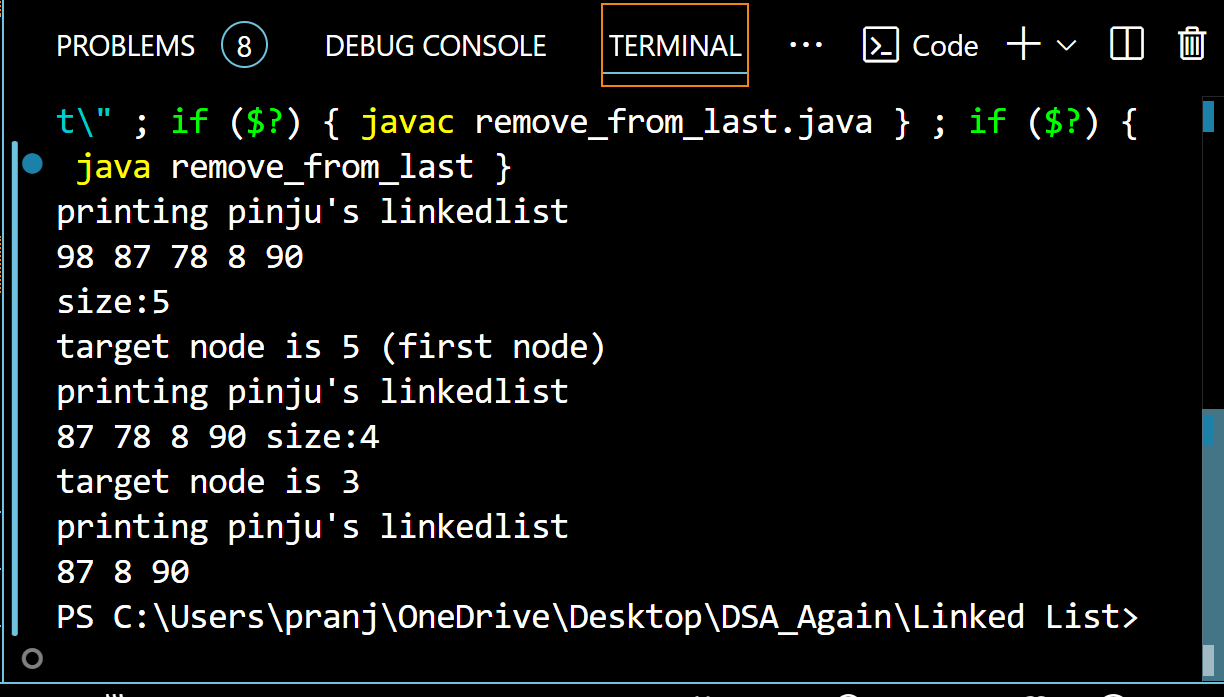 PROBLEMS 8 DEBUG CONSOLE TERMINAL ... Code
t\" ; if ($?) { javac remove_from_last.java } ; if ($?) {
java remove_from_last }
printing pinju's linkedlist
98 87 78 8 90
size:5
target node is 5 (first node)
printing pinju's linkedlist
87 78 8 90 size:4
target node is 3
printing pinju's linkedlist
87 8 90
PS C:\Users\pranj\OneDrive\Desktop\DSA_Again\Linked List>